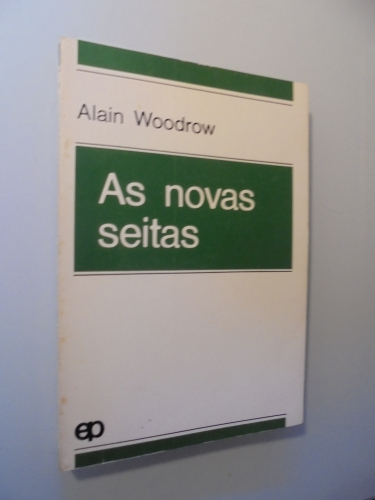 Alain Woodrow
As novas
seitas
ep